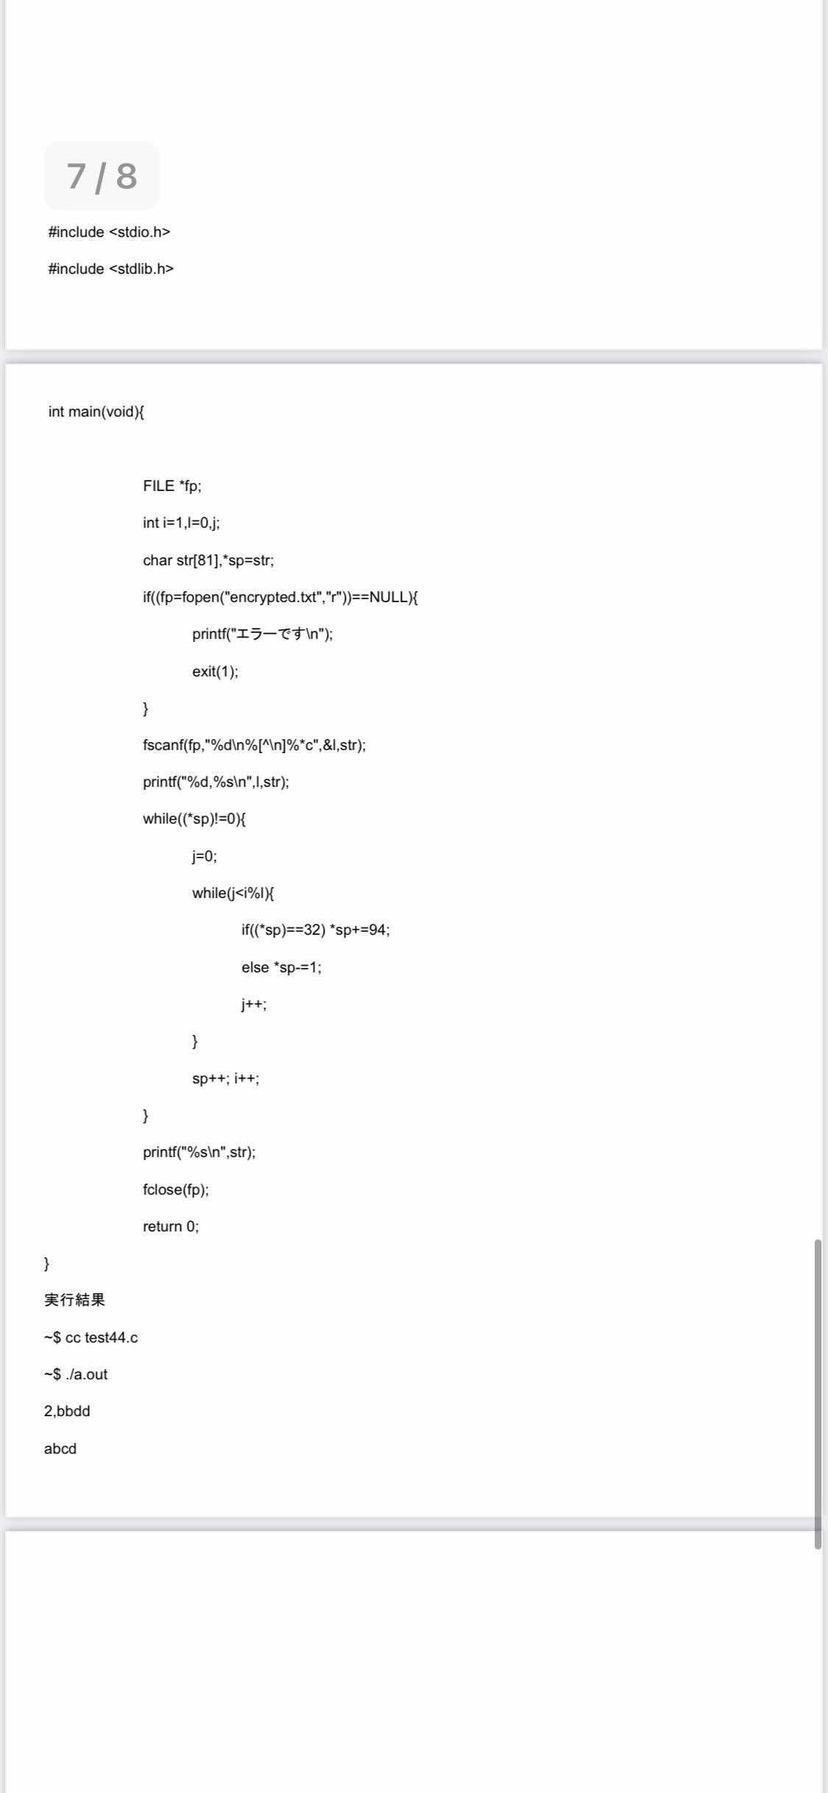 7 / 8
#include <stdio.h>
#include <stdlib.h>
int main(void){
FILE *fp;
int i=1,l=0,j;
char str[81],*sp=str;
if((fp=fopen("encrypted.txt","r"))==NULL){
printf("エラーです\n");
exit(1);
}
fscanf(fp,"%d\n%[^\n]%*c",&l,str);
printf("%d,%s\n",l,str);
while((*sp)!=0){
j=0;
while(j<i%l){
if((*sp)==32) *sp+=94;
else *sp-=1;
j++;
}
sp++; i++;
}
printf("%s\n",str);
fclose(fp);
return 0;
}
実行結果
~$ cc test44.c
~$ ./a.out
2,bbdd
abcd